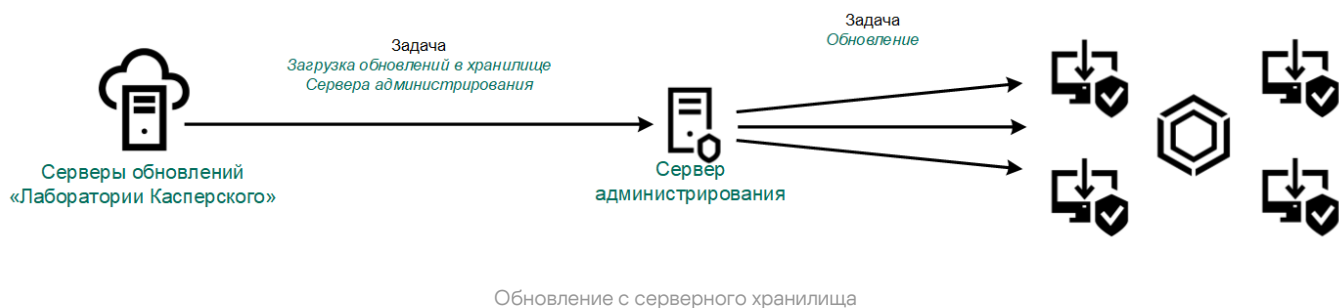 Задача
Загрузка обновлений в хранилище
Сервера администрирования
Задача
Обновление
Серверы обновлений
«Лаборатории Касперского»
Сервер
администрирования
Обновление с серверного хранилища